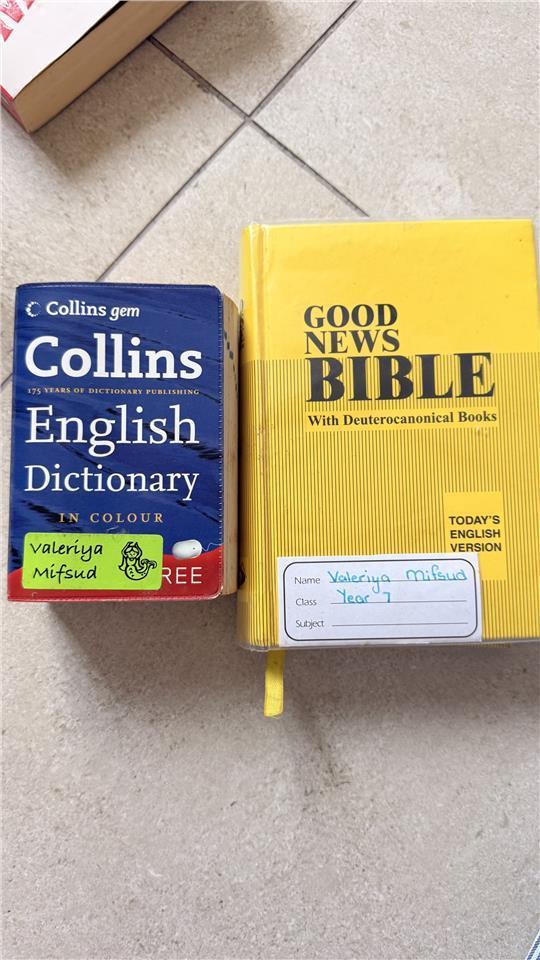 Collins gem
Collins
175 YEARS OF DICTIONARY PUBLISHING
English
Dictionary
IN COLOUR
Valeriya
Mifsud
REE
GOOD
NEWS
BIBLE
With Deuterocanonical Books
TODAY'S
ENGLISH
VERSION
Name Valeriya Mifsud
Class Year 7
Subject